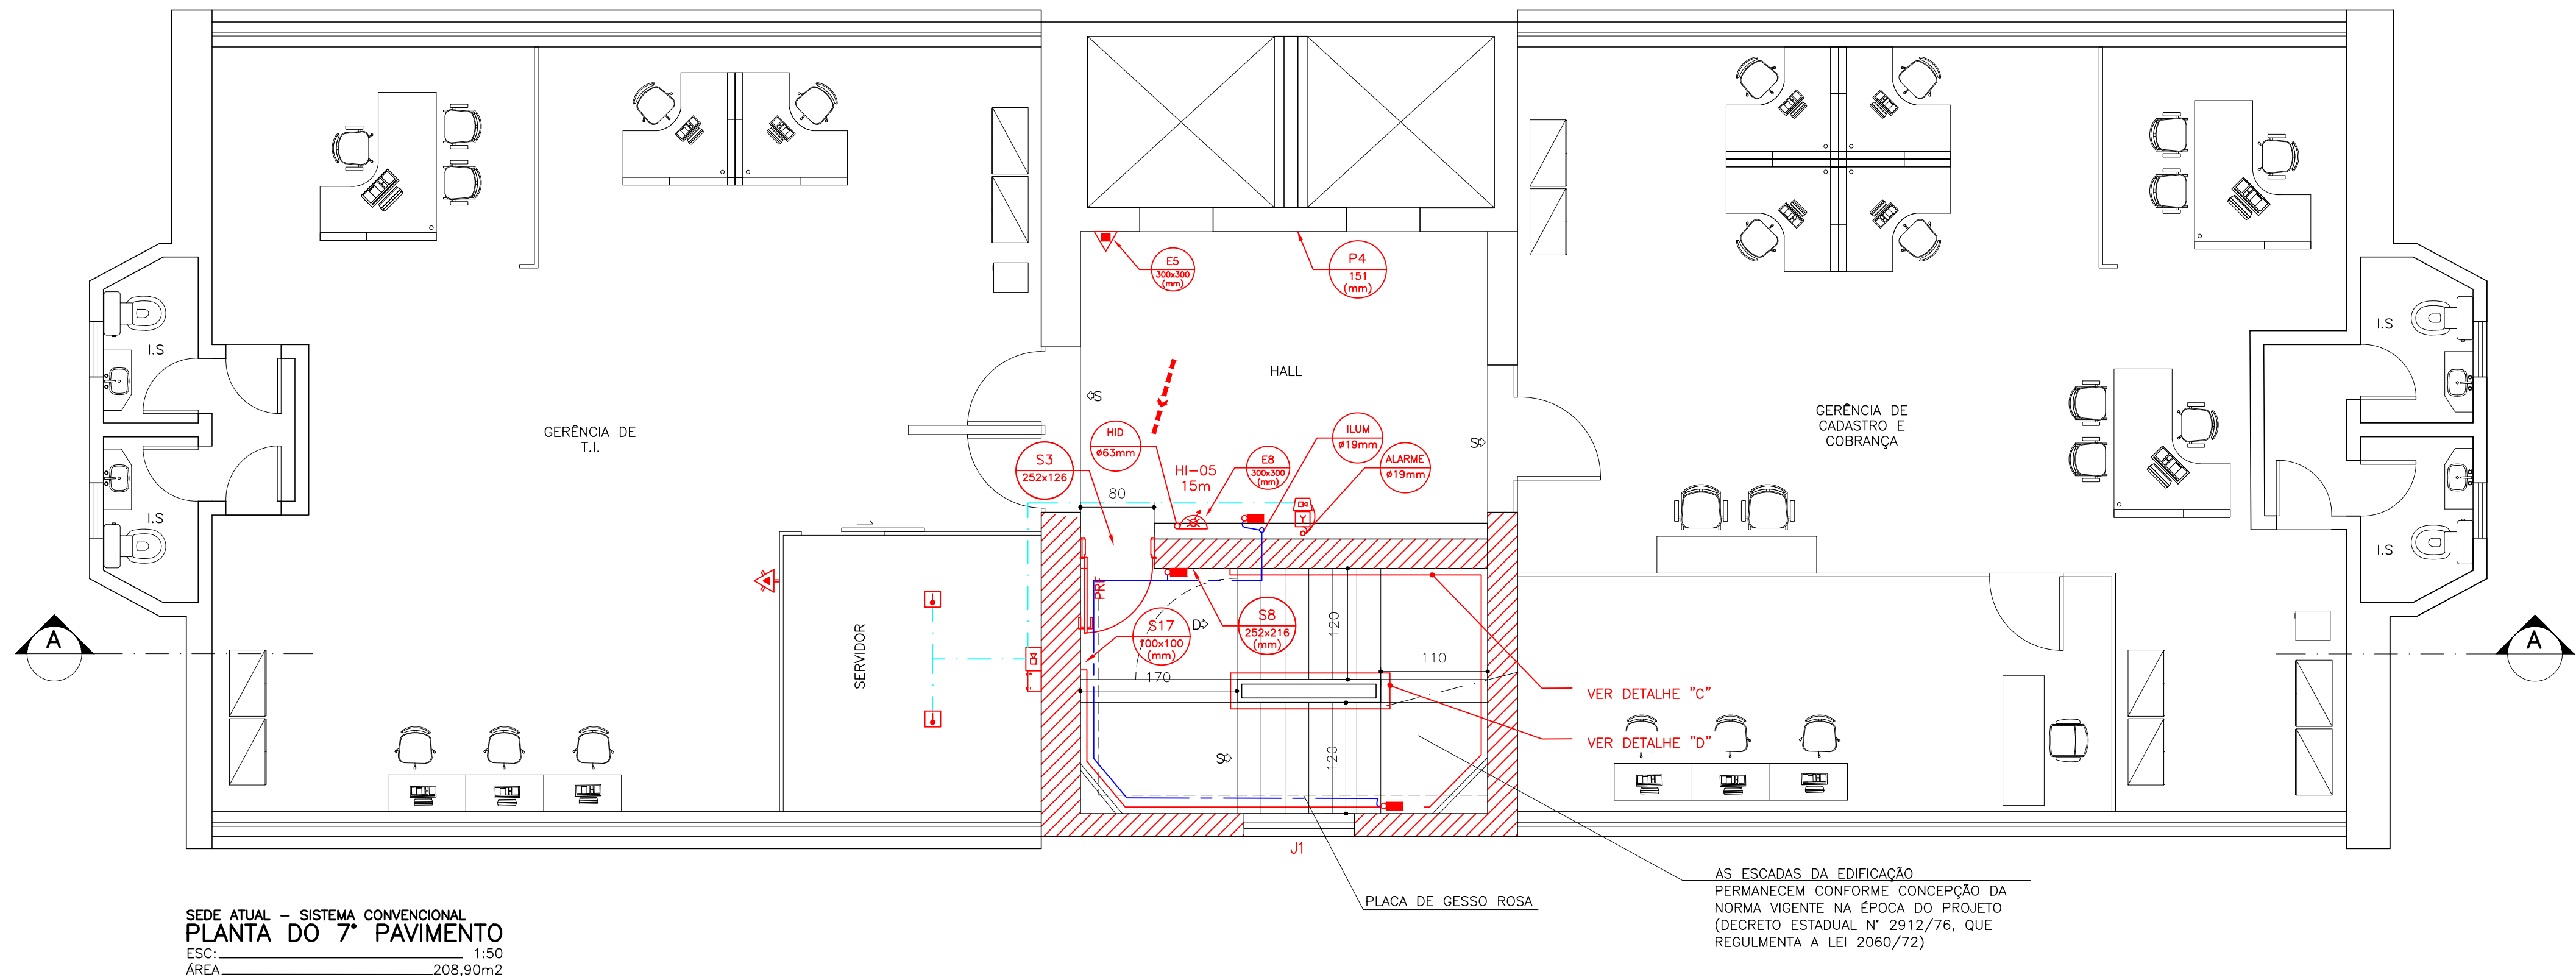 E5
300x300
(mm)
P4
151
(mm)
I.S
I.S
HALL
S
GERÊNCIA DE
T.I.
GERÊNCIA DE
CADASTRO E
COBRANÇA
S
HID
ø63mm
ILUM
ø19mm
S3
252x126
HI-05
15m
E8
300x300
(mm)
ALARME
ø19mm
80
I.S
I.S
PRF
S17
100x100
(mm)
D
S8
252x216
(mm)
120
SERVIDOR
A
A
110
170
VER DETALHE "C"
VER DETALHE "D"
S
120
J1
PLACA DE GESSO ROSA
AS ESCADAS DA EDIFICAÇÃO
PERMANECEM CONFORME CONCEPÇÃO DA
NORMA VIGENTE NA ÉPOCA DO PROJETO
(DECRETO ESTADUAL N° 2912/76, QUE
REGULMENTA A LEI 2060/72)
SEDE ATUAL – SISTEMA CONVENCIONAL
PLANTA DO 7° PAVIMENTO
ESC: 1:50
ÁREA 208,90m2